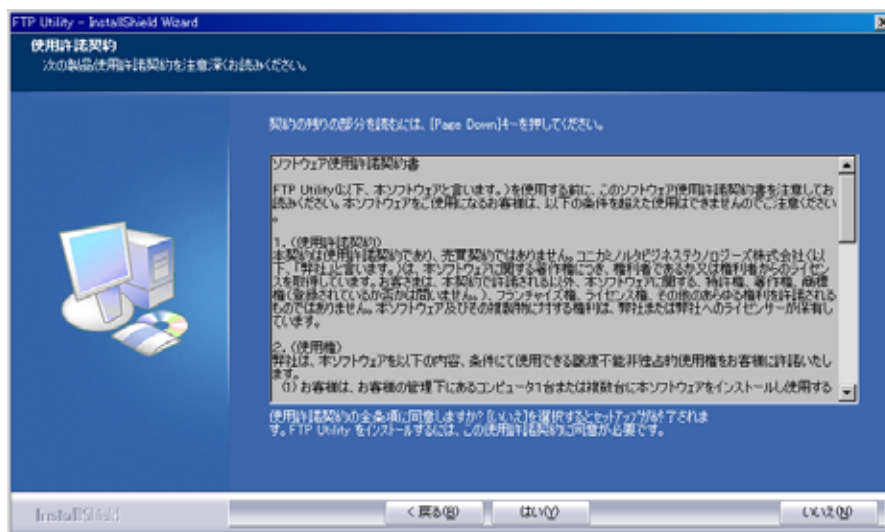 FTP Utility - InstallShield Wizard
使用許諾契約
次の製品使用許諾契約を注意深くお読みください。
契約の残りの部分を読むには、[Page Down]キーを押してください。
ソフトウェア使用許諾契約書
FTP Utility(以下、本ソフトウェアと言います。)を使用する前に、このソフトウェア使用許諾契約書を注意してお
読みください。本ソフトウェアをご使用になるお客様は、以下の条件を超えた使用はできませんのでご注意ください
。
1. (使用許諾契約)
本契約は使用許諾契約であり、売買契約ではありません。コニカミノルタビジネステクノロジーズ株式会社(以
下、「弊社」と言います。)は、本ソフトウェアに関する著作権につき、権利者であるか又は権利者からのライセン
スを取得しています。お客さまは、本契約で許諾される以外、本ソフトウェアに関する、特許権、著作権、商標
権(登録されているか否かは問いません。)、フランチャイズ権、ライセンス権、その他のあらゆる権利を許諾される
ものではありません。本ソフトウェア及びその複製物に対する権利は、弊社または弊社へのライセンサーが保有し
ています。
2. (使用権)
弊社は、本ソフトウェアを以下の内容、条件にて使用できる譲渡不能非独占的使用権をお客様に許諾いたし
ます。
(1) お客様は、お客様の管理下にあるコンピュータ1台または複数台に本ソフトウェアをインストールし使用する
使用許諾契約の全条項に同意しますか? [いいえ]を選択するとセットアップが終了されま
す。FTP Utility をインストールするには、この使用許諾契約に同意が必要です。
InstallShield
< 戻る(B)
はい(Y)
いいえ(N)